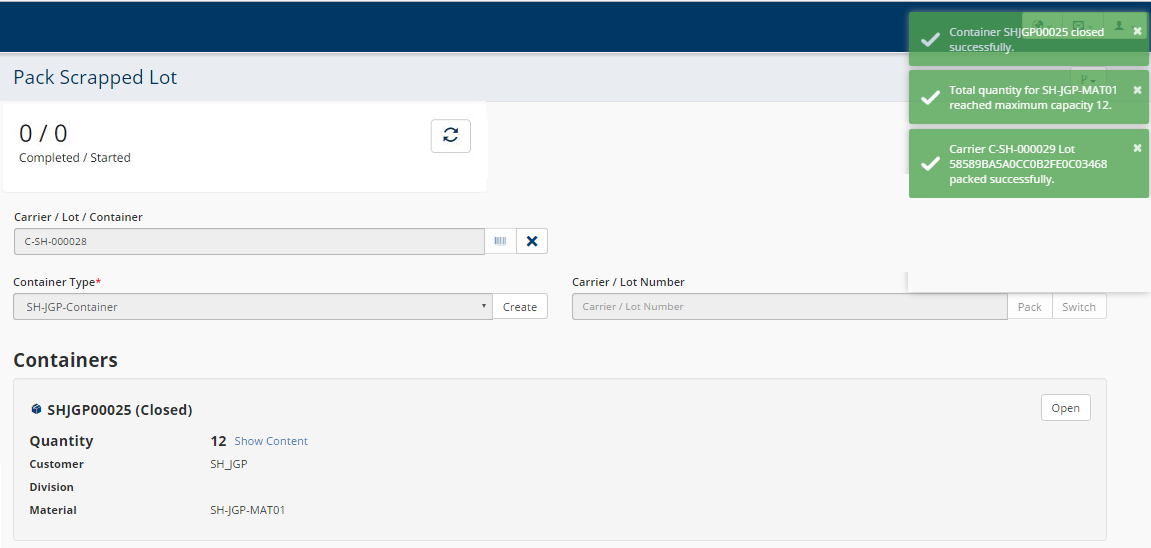 Container SHJGP00025 closed
successfully.
Pack Scrapped Lot
Total quantity for SH-JGP-MAT01
reached maximum capacity 12.
0 / 0
Completed / Started
Carrier C-SH-000029 Lot
58589BA5A0CC0B2FE0C03468
packed successfully.
Carrier / Lot / Container
C-SH-000028
Container Type*
Carrier / Lot Number
SH-JGP-Container
Create
Carrier / Lot Number
Pack
Switch
Containers
SHJGP00025 (Closed)
Open
Quantity 12 Show Content
Customer SH_JGP
Division
Material SH-JGP-MAT01